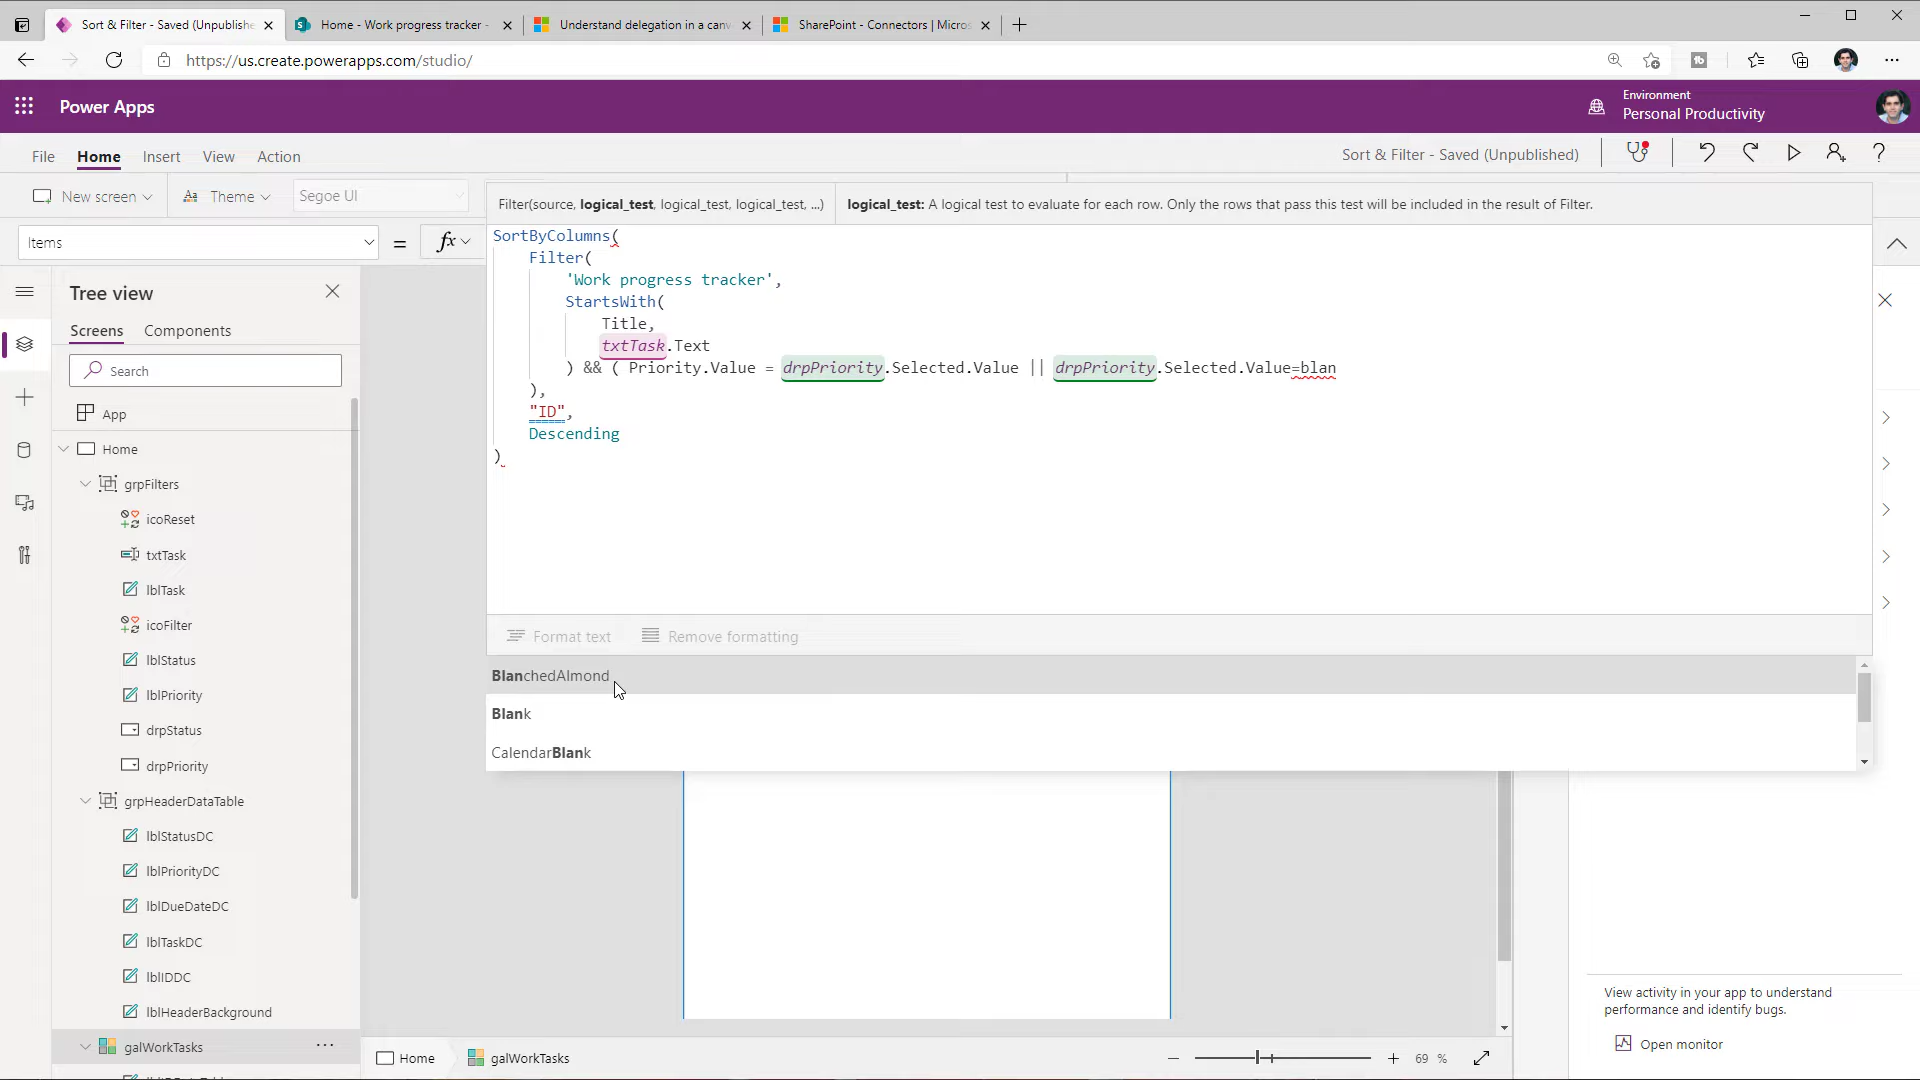 Sort & Filter - Saved (Unpublishe
Home - Work progress tracker -
Understand delegation in a canv
SharePoint - Connectors | Micros
https://us.create.powerapps.com/studio/
Power Apps
Environment
Personal Productivity
File
Home
Insert
View
Action
Sort & Filter - Saved (Unpublished)
New screen
Theme
Segoe UI
Filter(source, logical_test, logical_test, logical_test, ...)
logical_test: A logical test to evaluate for each row. Only the rows that pass this test will be included in the result of Filter.
Items
=
fx
SortByColumns(
Filter(
'Work progress tracker',
StartsWith(
Title,
txtTask.Text
) && ( Priority.Value = drpPriority.Selected.Value || drpPriority.Selected.Value=blan
),
"ID",
Descending
)
Tree view
Screens
Components
Search
App
Home
grpFilters
icoReset
txtTask
lblTask
icoFilter
lblStatus
lblPriority
drpStatus
drpPriority
grpHeaderDataTable
lblStatusDC
lblPriorityDC
lblDueDateDC
lblTaskDC
lblIDDC
lblHeaderBackground
galWorkTasks
Format text
Remove formatting
BlanchedAlmond
Blank
CalendarBlank
View activity in your app to understand
performance and identify bugs.
Open monitor
Home
galWorkTasks
69 %